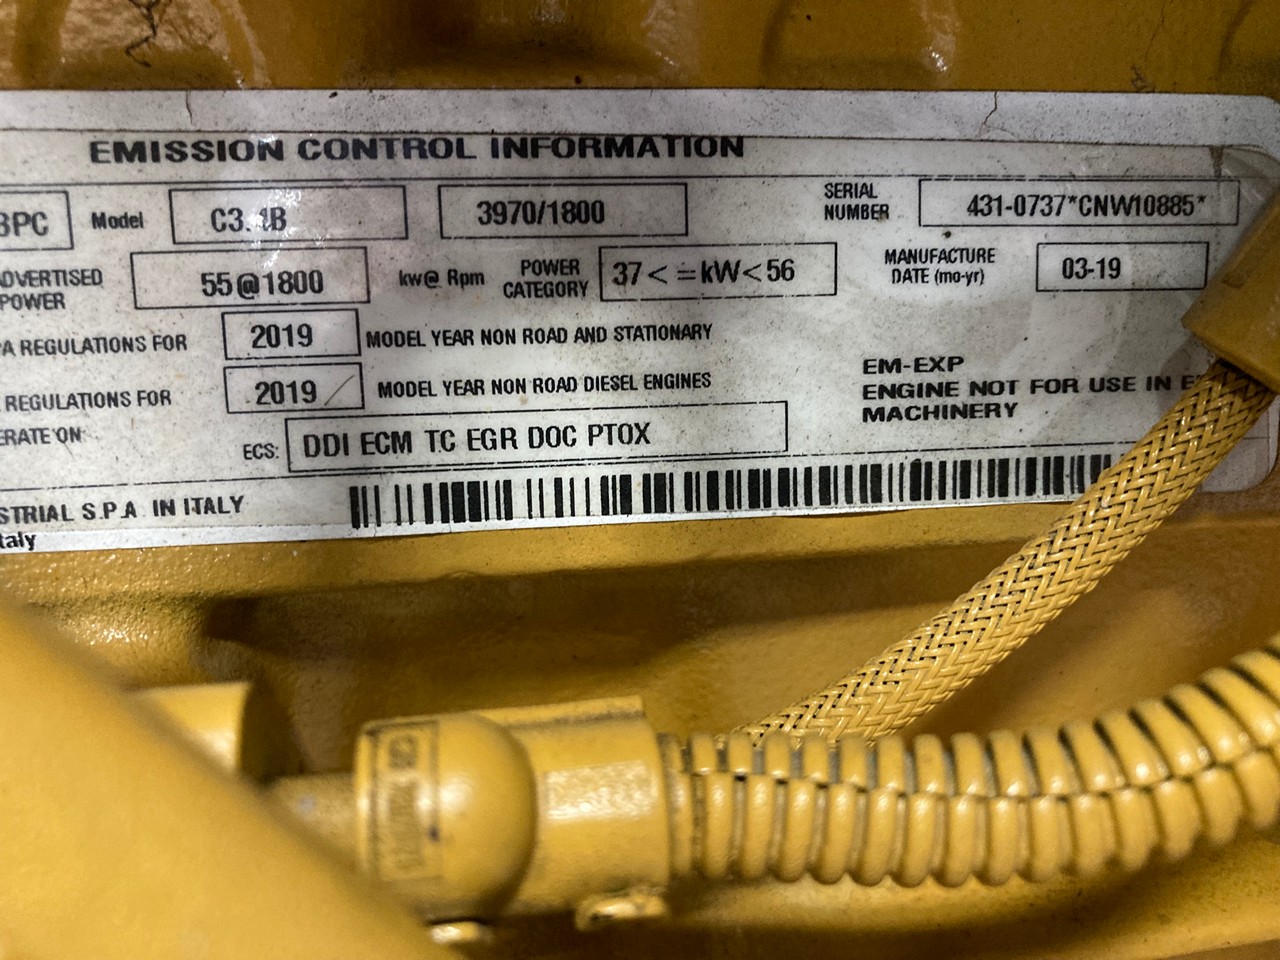 EMISSION CONTROL INFORMATION
3PC Model C3.1B 3970/1800 SERIAL NUMBER 431-0737*CNW10885*
ADVERTISED POWER 55@1800 kw@ Rpm POWER CATEGORY 37<=kW<56 MANUFACTURE DATE (mo-yr) 03-19
A REGULATIONS FOR 2019 MODEL YEAR NON ROAD AND STATIONARY
REGULATIONS FOR 2019 MODEL YEAR NON ROAD DIESEL ENGINES
EM-EXP
ENGINE NOT FOR USE IN E
MACHINERY
ERATE ON:
ECS: DDI ECM TC EGR DOC PTOX
STRIAL S.P.A IN ITALY
taly